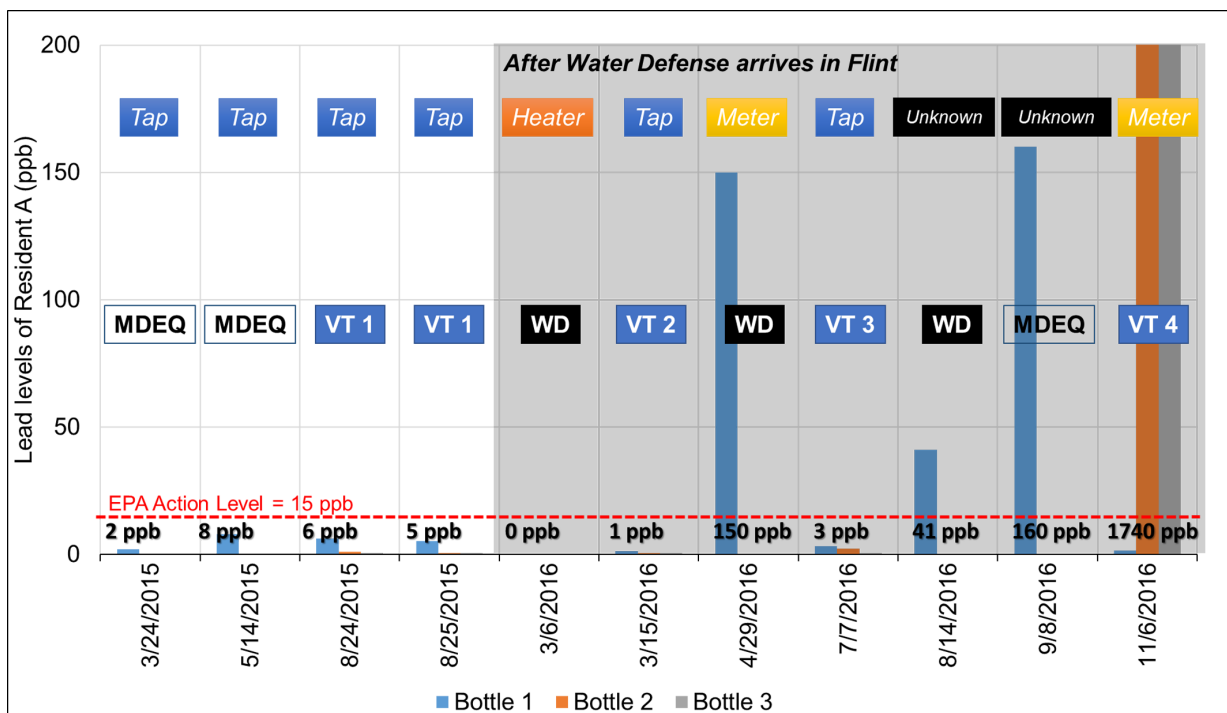 Lead levels of Resident A (ppb)
200
150
100
50
0
After Water Defense arrives in Flint
Tap Tap Tap Tap Heater Tap Meter Tap Unknown Unknown Meter
MDEQ MDEQ VT 1 VT 1 WD VT 2 WD VT 3 WD MDEQ VT 4
EPA Action Level = 15 ppb
2 ppb 8 ppb 6 ppb 5 ppb 0 ppb 1 ppb 150 ppb 3 ppb 41 ppb 160 ppb 1740 ppb
3/24/2015
5/14/2015
8/24/2015
8/25/2015
3/6/2016
3/15/2016
4/29/2016
7/7/2016
8/14/2016
9/8/2016
11/6/2016
Bottle 1 Bottle 2 Bottle 3